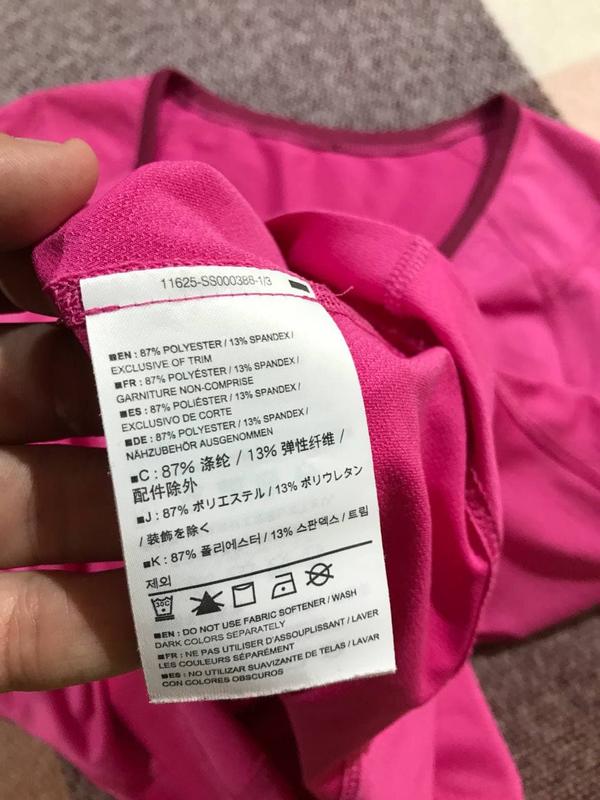 11625-SS000386-1/3
■EN : 87% POLYESTER / 13% SPANDEX /
EXCLUSIVE OF TRIM
■FR : 87% POLYESTER / 13% SPANDEX /
GARNITURE NON-COMPRISE
■ES : 87% POLIÉSTER / 13% SPANDEX /
EXCLUSIVO DE CORTE
■DE : 87% POLYESTER / 13% SPANDEX /
NÄHZUBEHÖR AUSGENOMMEN
■C : 87% 涤纶 / 13% 弹性纤维 /
配件除外
■J : 87% ポリエステル / 13% ポリウレタン
/ 装飾を除く
■K : 87% 폴리에스터 / 13% 스판덱스 / 트림
제외
30C
■EN : DO NOT USE FABRIC SOFTENER / WASH
DARK COLORS SEPARATELY
■FR : NE PAS UTILISER D'ASSOUPLISSANT / LAVER
LES COULEURS SÉPARÉMENT
■ES : NO UTILIZAR SUAVIZANTE DE TELAS / LAVAR
CON COLORES OBSCUROS